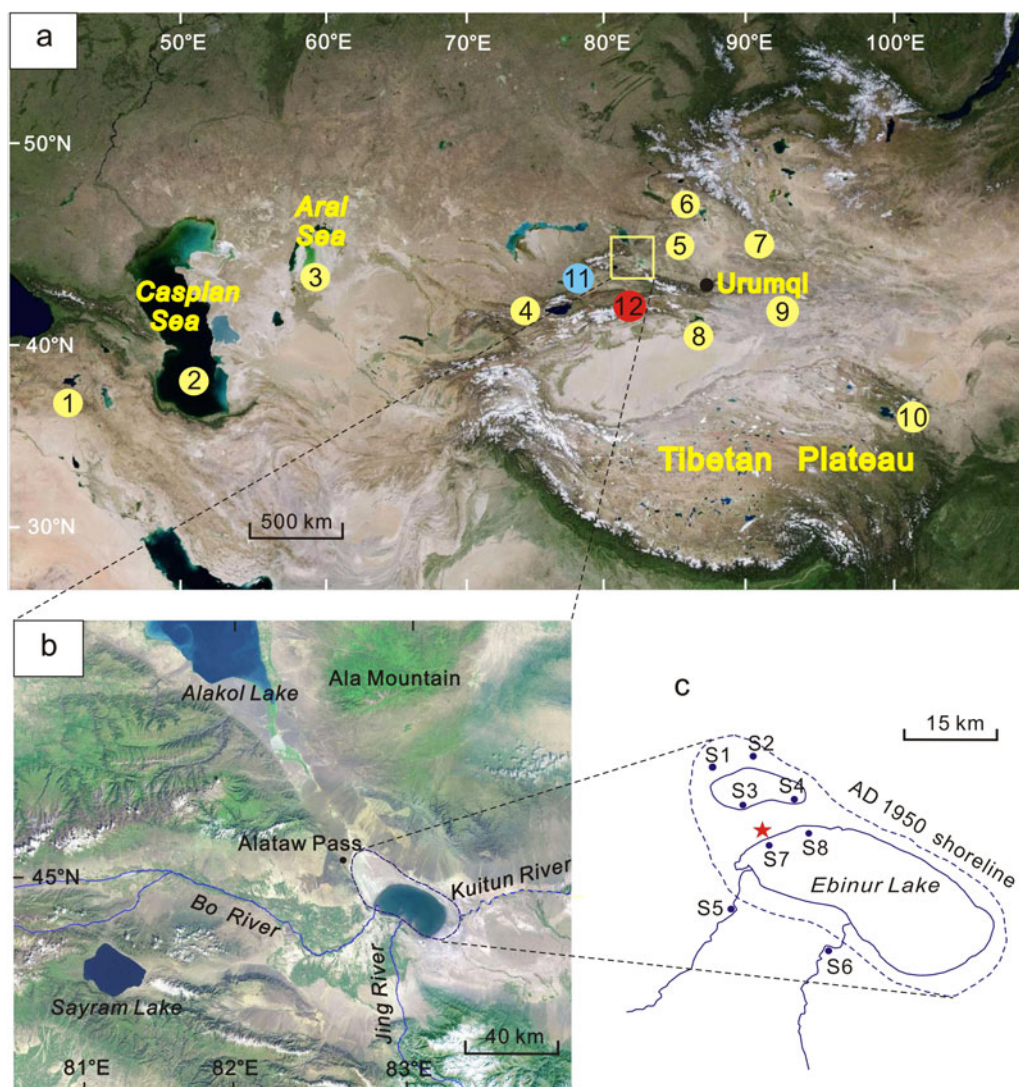 a
50°E 60°E 70°E 80°E 90°E 100°E
50°N
40°N
30°N
Aral
Sea
Caspian
Sea
Urumqi
Tibetan Plateau
1
2
3
4
5
6
7
8
9
10
11
12
500 km
b
Alakol Lake
Ala Mountain
Alataw Pass
45°N
Bo River
Kuitun River
Jing River
Sayram Lake
40 km
81°E 82°E 83°E
c
15 km
S1
S2
S3
S4
AD 1950 shoreline
S7
S8
Ebinur Lake
S5
S6